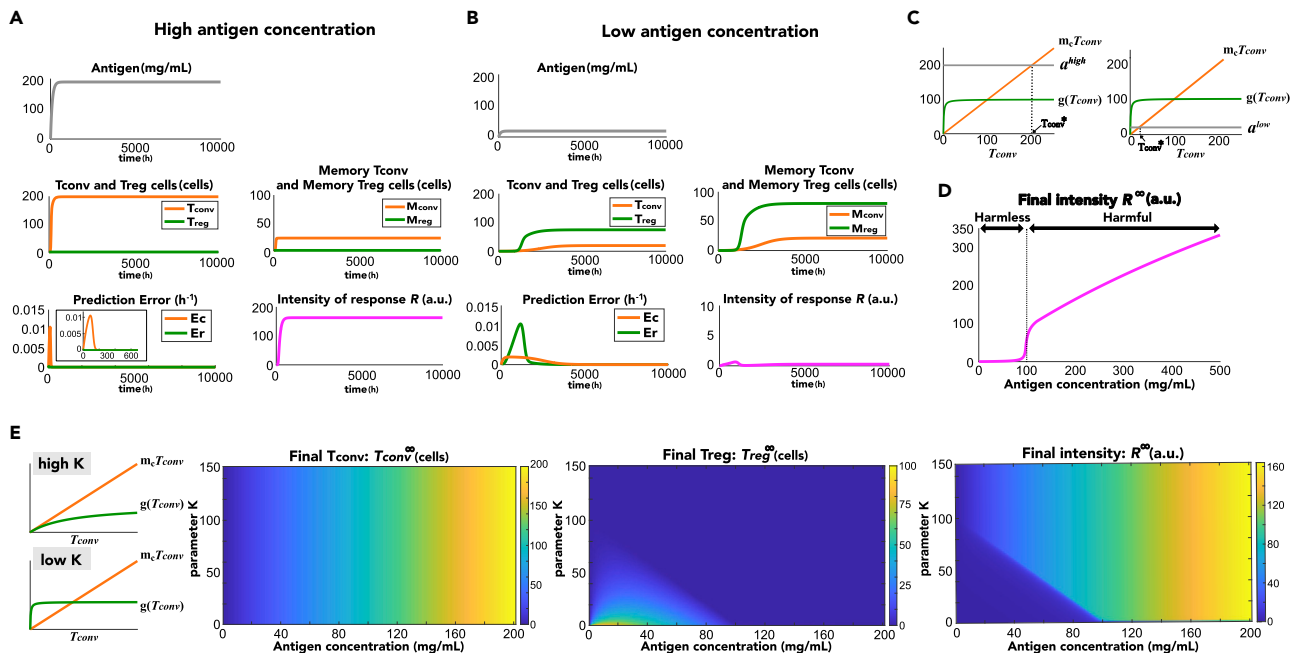 A
High antigen concentration
Antigen (mg/mL)
200
100
0
0
5000
10000
time (h)
Tconv and Treg cells (cells)
200
100
0
Tconv
Treg
0
5000
10000
time (h)
Memory Tconv
and Memory Treg cells (cells)
100
75
50
25
0
Mconv
Mreg
0
5000
10000
time (h)
Prediction Error (h-1)
0.015
0.01
0.005
0
0.01
0.005
0
0
300
600
Ec
Er
0
5000
10000
time (h)
Intensity of response R (a.u.)
200
100
0
0
5000
10000
time (h)
B
Low antigen concentration
Antigen (mg/mL)
200
100
0
0
5000
10000
time (h)
Tconv and Treg cells (cells)
200
100
0
Tconv
Treg
0
5000
10000
time (h)
Memory Tconv
and Memory Treg cells (cells)
100
50
0
Mconv
Mreg
0
5000
10000
time (h)
Prediction Error (h-1)
0.015
0.01
0.005
0
Ec
Er
0
5000
10000
time (h)
Intensity of response R (a.u.)
10
5
0
0
5000
10000
time (h)
C
mcTconv
200
100
0
ahigh
g(Tconv)
Tconv*
0
100
200
Tconv
mcTconv
200
100
0
g(Tconv)
alow
Tconv*
0
100
200
Tconv
D
Final intensity R∞ (a.u.)
Harmless
Harmful
350
300
200
100
0
0
100
200
300
400
500
Antigen concentration (mg/mL)
E
high K
mcTconv
g(Tconv)
Tconv
low K
mcTconv
g(Tconv)
Tconv
Final Tconv: Tconv∞ (cells)
parameter K
150
100
50
0
0
40
80
120
160
200
Antigen concentration (mg/mL)
200
150
100
50
0
Final Treg: Treg∞ (cells)
parameter K
150
100
50
0
0
40
80
120
160
200
Antigen concentration (mg/mL)
100
80
60
40
20
0
Final intensity: R∞ (a.u.)
parameter K
150
100
50
0
0
40
80
120
160
200
Antigen concentration (mg/mL)
160
120
80
40
0